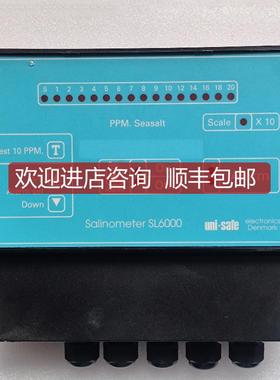 0 1 2 3 4 5 6 7 8 9 10 12 14 16 18 20
PPM. Seasalt
Scale X 10
est 10 PPM. T
欢迎进店咨询 顺丰包邮
Down
Salinometer SL6000
uni-safe electronics
Denmark